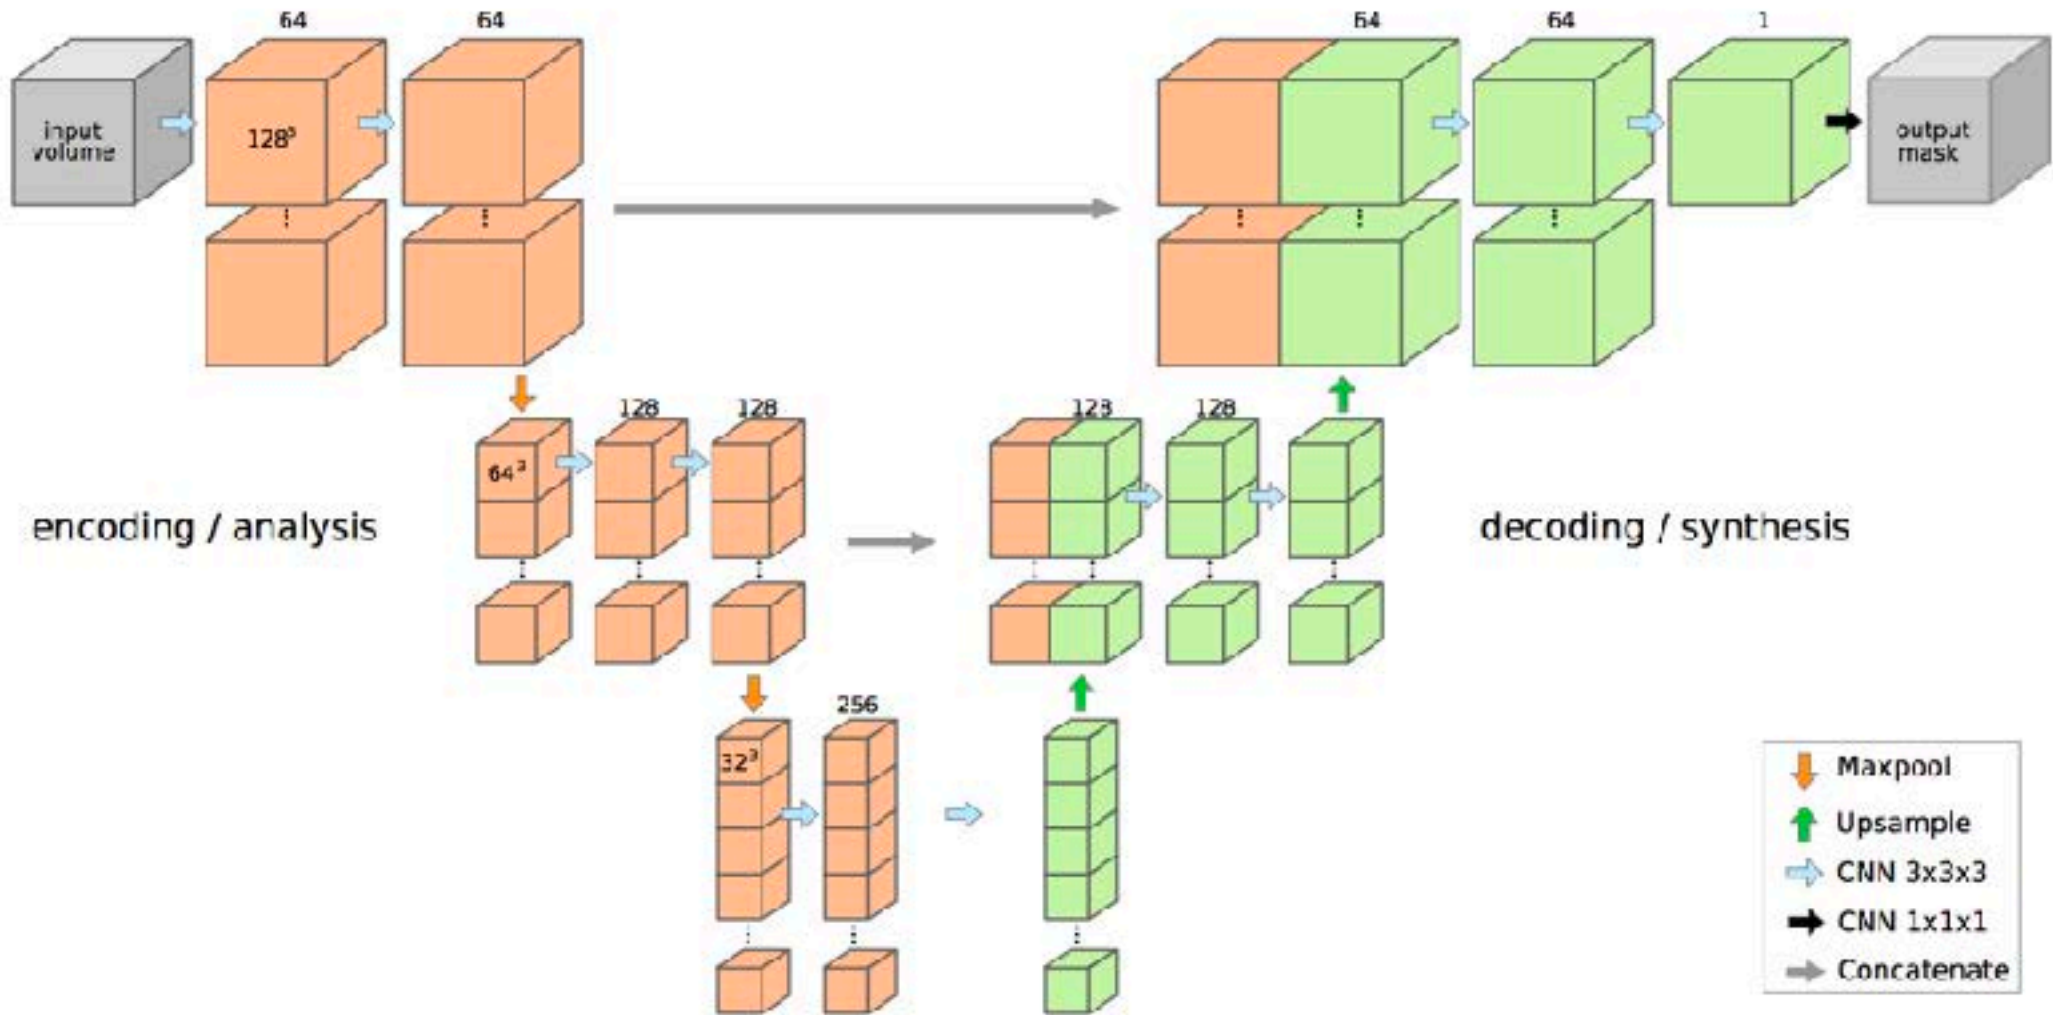 64
64
64
64
1
input
volume
128³
output
mask
128
128
128
128
64³
encoding / analysis
decoding / synthesis
256
32³
Maxpool
Upsample
CNN 3x3x3
CNN 1x1x1
Concatenate